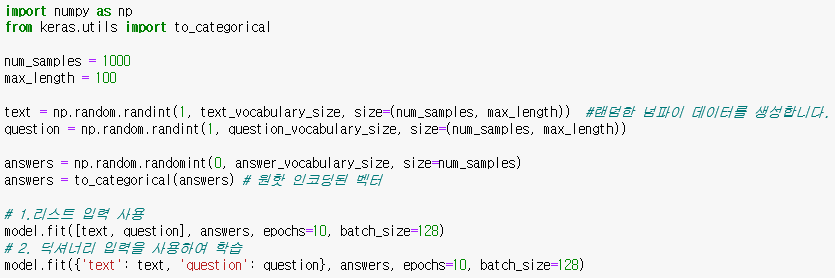 import numpy as np
from keras.utils import to_categorical
num_samples = 1000
max_length = 100
text = np.random.randint(1, text_vocabulary_size, size=(num_samples, max_length))  #랜덤한 넘파이 데이터를 생성합니다.
question = np.random.randint(1, question_vocabulary_size, size=(num_samples, max_length))
answers = np.random.randomint(0, answer_vocabulary_size, size=num_samples)
answers = to_categorical(answers) # 원핫 인코딩된 벡터
# 1.리스트 입력 사용
model.fit([text, question], answers, epochs=10, batch_size=128)
# 2. 딕셔너리 입력을 사용하여 학습
model.fit({'text': text, 'question': question}, answers, epochs=10, batch_size=128)